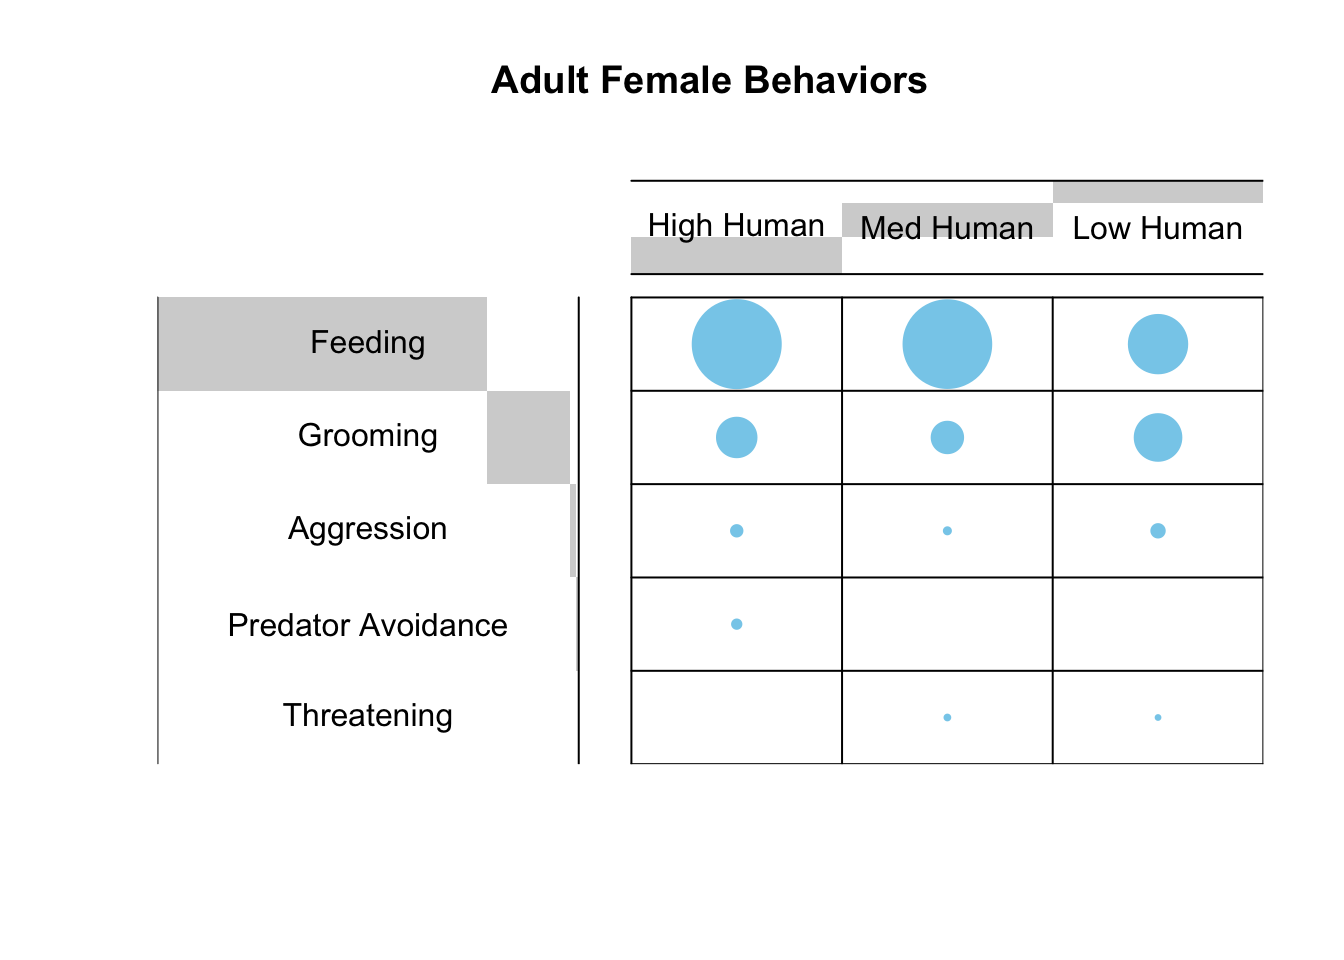 Adult Female Behaviors
High Human
Med Human
Low Human
Feeding
Grooming
Aggression
Predator Avoidance
Threatening